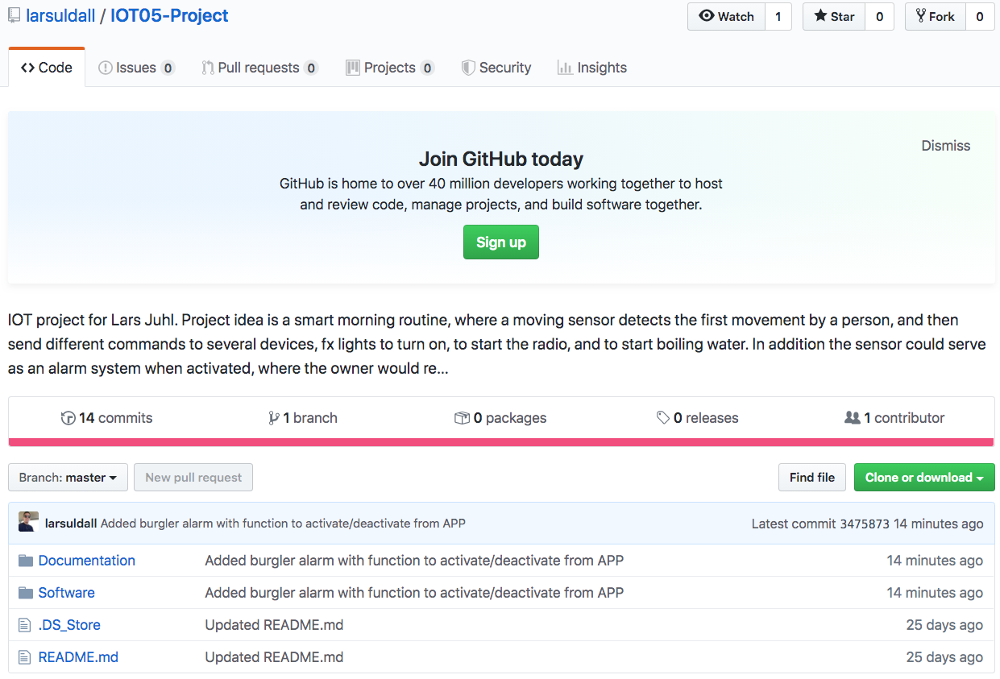 larsuldall / IOT05-Project
Watch 1 Star 0 Fork 0
Code Issues 0 Pull requests 0 Projects 0 Security Insights
Dismiss
Join GitHub today
GitHub is home to over 40 million developers working together to host
and review code, manage projects, and build software together.
Sign up
IOT project for Lars Juhl. Project idea is a smart morning routine, where a moving sensor detects the first movement by a person, and then
send different commands to several devices, fx lights to turn on, to start the radio, and to start boiling water. In addition the sensor could serve
as an alarm system when activated, where the owner would re...
14 commits 1 branch 0 packages 0 releases 1 contributor
Branch: master New pull request Find file Clone or download
larsuldall Added burgler alarm with function to activate/deactivate from APP Latest commit 3475873 14 minutes ago
Documentation Added burgler alarm with function to activate/deactivate from APP 14 minutes ago
Software Added burgler alarm with function to activate/deactivate from APP 14 minutes ago
.DS_Store Updated README.md 25 days ago
README.md Updated README.md 25 days ago